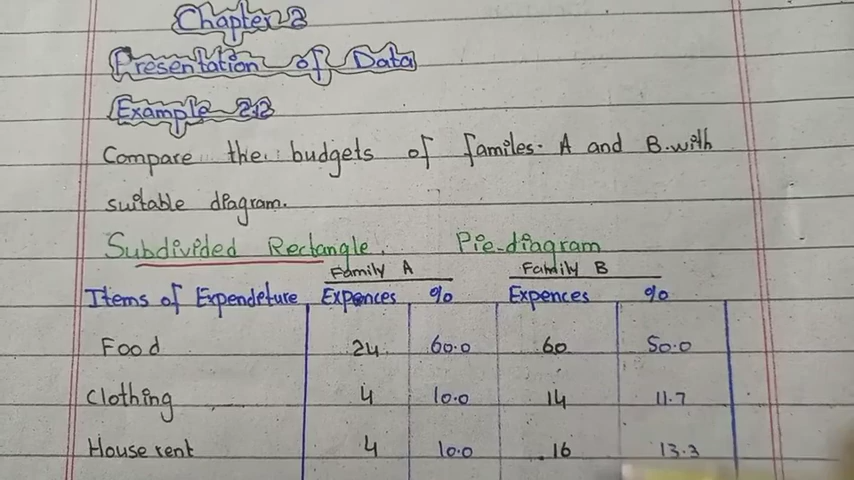 Chapter 2
Presentation of Data
Example 2.12
Compare the budgets of familes. A and B. with
suitable diagram.
Subdivided Rectangle. Pie-diagram
Family A Family B
Items of Expendeture Expences % Expences %
Food 24 60.0 60 50.0
Clothing 4 10.0 14 11.7
House rent 4 10.0 16 13.3